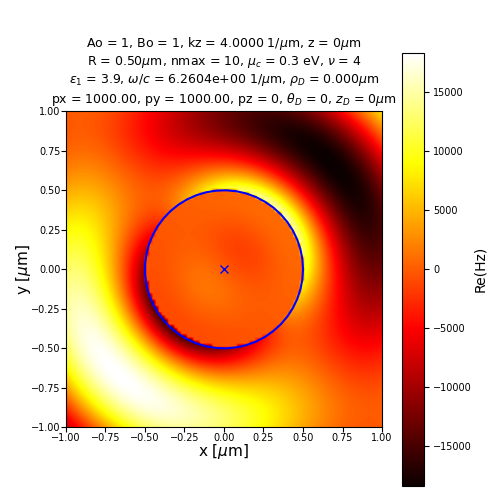 Ao = 1, Bo = 1, kz = 4.0000 1/μm, z = 0μm
R = 0.50μm, nmax = 10, μc = 0.3 eV, ν = 4
ε1 = 3.9, ω/c = 6.2604e+00 1/μm, ρD = 0.000μm
px = 1000.00, py = 1000.00, pz = 0, θD = 0, zD = 0μm
1.00
0.75
0.50
0.25
0.00
−0.25
−0.50
−0.75
−1.00
y [μm]
−1.00 −0.75 −0.50 −0.25 0.00 0.25 0.50 0.75 1.00
x [μm]
15000
10000
5000
0
−5000
−10000
−15000
Re(Hz)